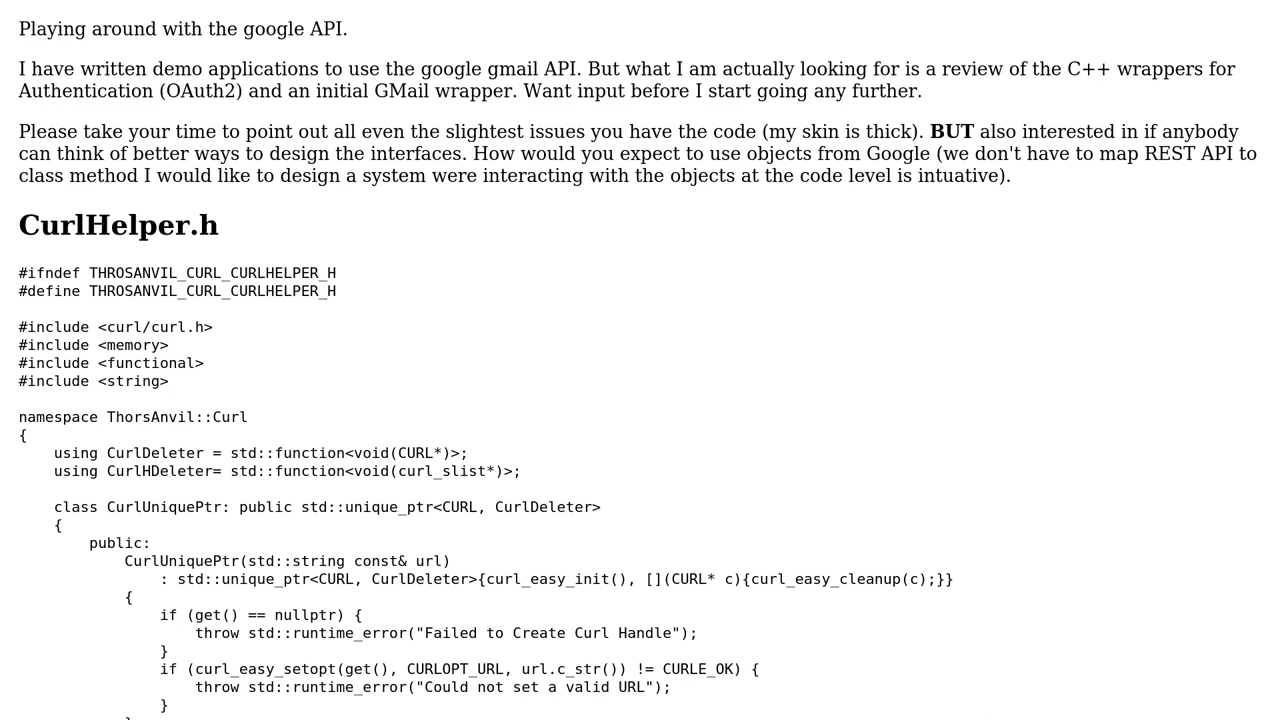 Playing around with the google API.
I have written demo applications to use the google gmail API. But what I am actually looking for is a review of the C++ wrappers for
Authentication (OAuth2) and an initial GMail wrapper. Want input before I start going any further.
Please take your time to point out all even the slightest issues you have the code (my skin is thick). BUT also interested in if anybody
can think of better ways to design the interfaces. How would you expect to use objects from Google (we don't have to map REST API to
class method I would like to design a system were interacting with the objects at the code level is intuative).
CurlHelper.h
#ifndef THROSANVIL_CURL_CURLHELPER_H
#define THROSANVIL_CURL_CURLHELPER_H
#include <curl/curl.h>
#include <memory>
#include <functional>
#include <string>
namespace ThorsAnvil::Curl
{
    using CurlDeleter = std::function<void(CURL*)>;
    using CurlHDeleter= std::function<void(curl_slist*)>;
    class CurlUniquePtr: public std::unique_ptr<CURL, CurlDeleter>
    {
        public:
            CurlUniquePtr(std::string const& url)
                : std::unique_ptr<CURL, CurlDeleter>{curl_easy_init(), [](CURL* c){curl_easy_cleanup(c);}}
            {
                if (get() == nullptr) {
                    throw std::runtime_error("Failed to Create Curl Handle");
                }
                if (curl_easy_setopt(get(), CURLOPT_URL, url.c_str()) != CURLE_OK) {
                    throw std::runtime_error("Could not set a valid URL");
                }